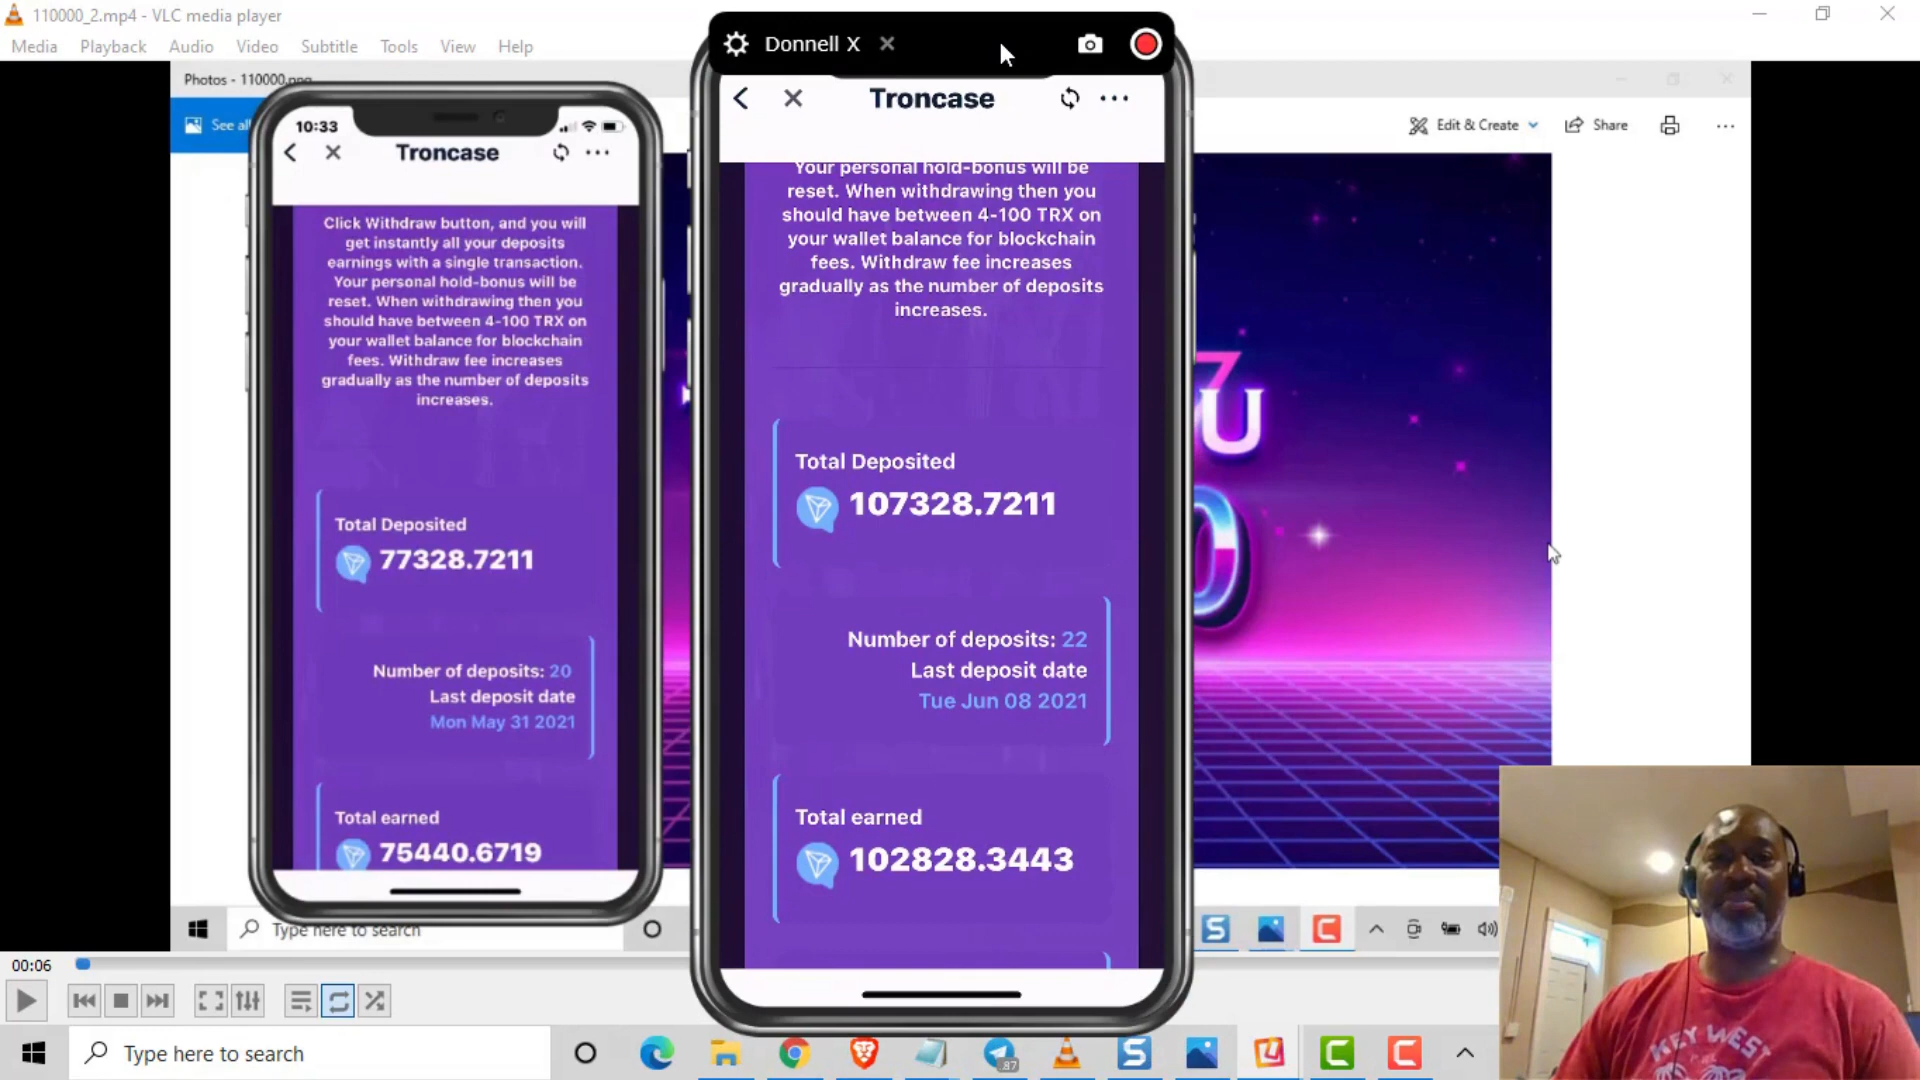 110000_2.mp4 - VLC media player
Media Playback Audio Video Subtitle Tools View Help
Photos - 110000.png
See all
Edit & Create
Share
10:33
Troncase
Click Withdraw button, and you will
get instantly all your deposits
earnings with a single transaction.
Your personal hold-bonus will be
reset. When withdrawing then you
should have between 4-100 TRX on
your wallet balance for blockchain
fees. Withdraw fee increases
gradually as the number of deposits
increases.
Total Deposited
77328.7211
Number of deposits: 20
Last deposit date
Mon May 31 2021
Total earned
75440.6719
Donnell X
Troncase
Your personal hold-bonus will be
reset. When withdrawing then you
should have between 4-100 TRX on
your wallet balance for blockchain
fees. Withdraw fee increases
gradually as the number of deposits
increases.
Total Deposited
107328.7211
Number of deposits: 22
Last deposit date
Tue Jun 08 2021
Total earned
102828.3443
KEY WEST
Type here to search
00:06
Type here to search
87